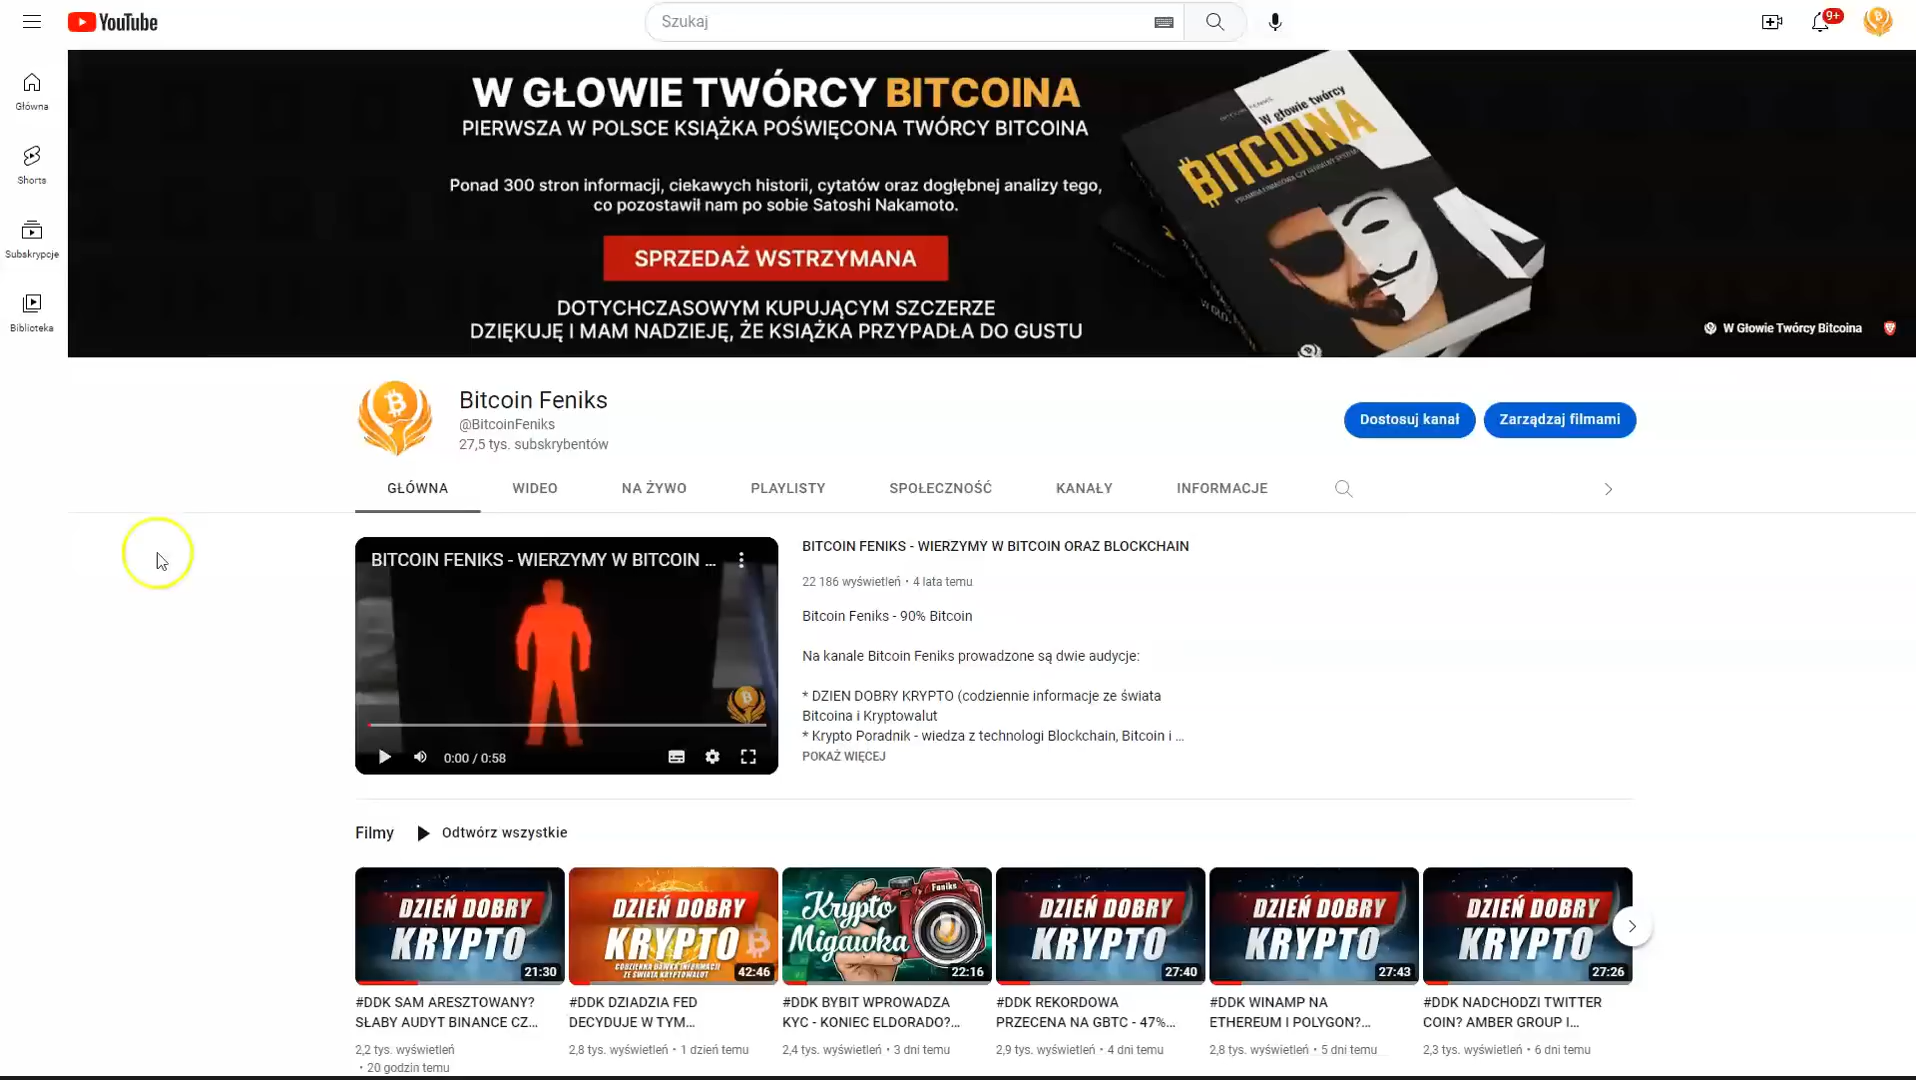 YouTube
Szukaj
9+
Główna
Shorts
Subskrypcje
Biblioteka
W GŁOWIE TWÓRCY BITCOINA
PIERWSZA W POLSCE KSIĄŻKA POŚWIĘCONA TWÓRCY BITCOINA
Ponad 300 stron informacji, ciekawych historii, cytatów oraz dogłębnej analizy tego,
co pozostawił nam po sobie Satoshi Nakamoto.
SPRZEDAŻ WSTRZYMANA
DOTYCHCZASOWYM KUPUJĄCYM SZCZERZE
DZIĘKUJĘ I MAM NADZIEJĘ, ŻE KSIĄŻKA PRZYPADŁA DO GUSTU
W głowie twórcy
BITCOINA
W Głowie Twórcy Bitcoina
Bitcoin Feniks
@BitcoinFeniks
27,5 tys. subskrybentów
Dostosuj kanał
Zarządzaj filmami
GŁÓWNA
WIDEO
NA ŻYWO
PLAYLISTY
SPOŁECZNOŚĆ
KANAŁY
INFORMACJE
BITCOIN FENIKS - WIERZYMY W BITCOIN ...
0:00 / 0:58
BITCOIN FENIKS - WIERZYMY W BITCOIN ORAZ BLOCKCHAIN
22 186 wyświetleń • 4 lata temu
Bitcoin Feniks - 90% Bitcoin
Na kanale Bitcoin Feniks prowadzone są dwie audycje:
* DZIEN DOBRY KRYPTO (codziennie informacje ze świata
Bitcoina i Kryptowalut
* Krypto Poradnik - wiedza z technologi Blockchain, Bitcoin i ...
POKAŻ WIĘCEJ
Filmy
Odtwórz wszystkie
DZIEŃ DOBRY
KRYPTO
21:30
#DDK SAM ARESZTOWANY?
SŁABY AUDYT BINANCE CZ...
2,2 tys. wyświetleń
• 20 godzin temu
DZIEŃ DOBRY
KRYPTO
CODZIENNA DAWKA INFORMACJI
ZE ŚWIATA KRYPTOWALUT
42:46
#DDK DZIADZIA FED
DECYDUJE W TYM...
2,8 tys. wyświetleń • 1 dzień temu
Feniks
Krypto
Migawka
22:16
#DDK BYBIT WPROWADZA
KYC - KONIEC ELDORADO?...
2,4 tys. wyświetleń • 3 dni temu
DZIEŃ DOBRY
KRYPTO
27:40
#DDK REKORDOWA
PRZECENA NA GBTC - 47%...
2,9 tys. wyświetleń • 4 dni temu
DZIEŃ DOBRY
KRYPTO
27:43
#DDK WINAMP NA
ETHEREUM I POLYGON?...
2,8 tys. wyświetleń • 5 dni temu
DZIEŃ DOBRY
KRYPTO
27:26
#DDK NADCHODZI TWITTER
COIN? AMBER GROUP I...
2,3 tys. wyświetleń • 6 dni temu